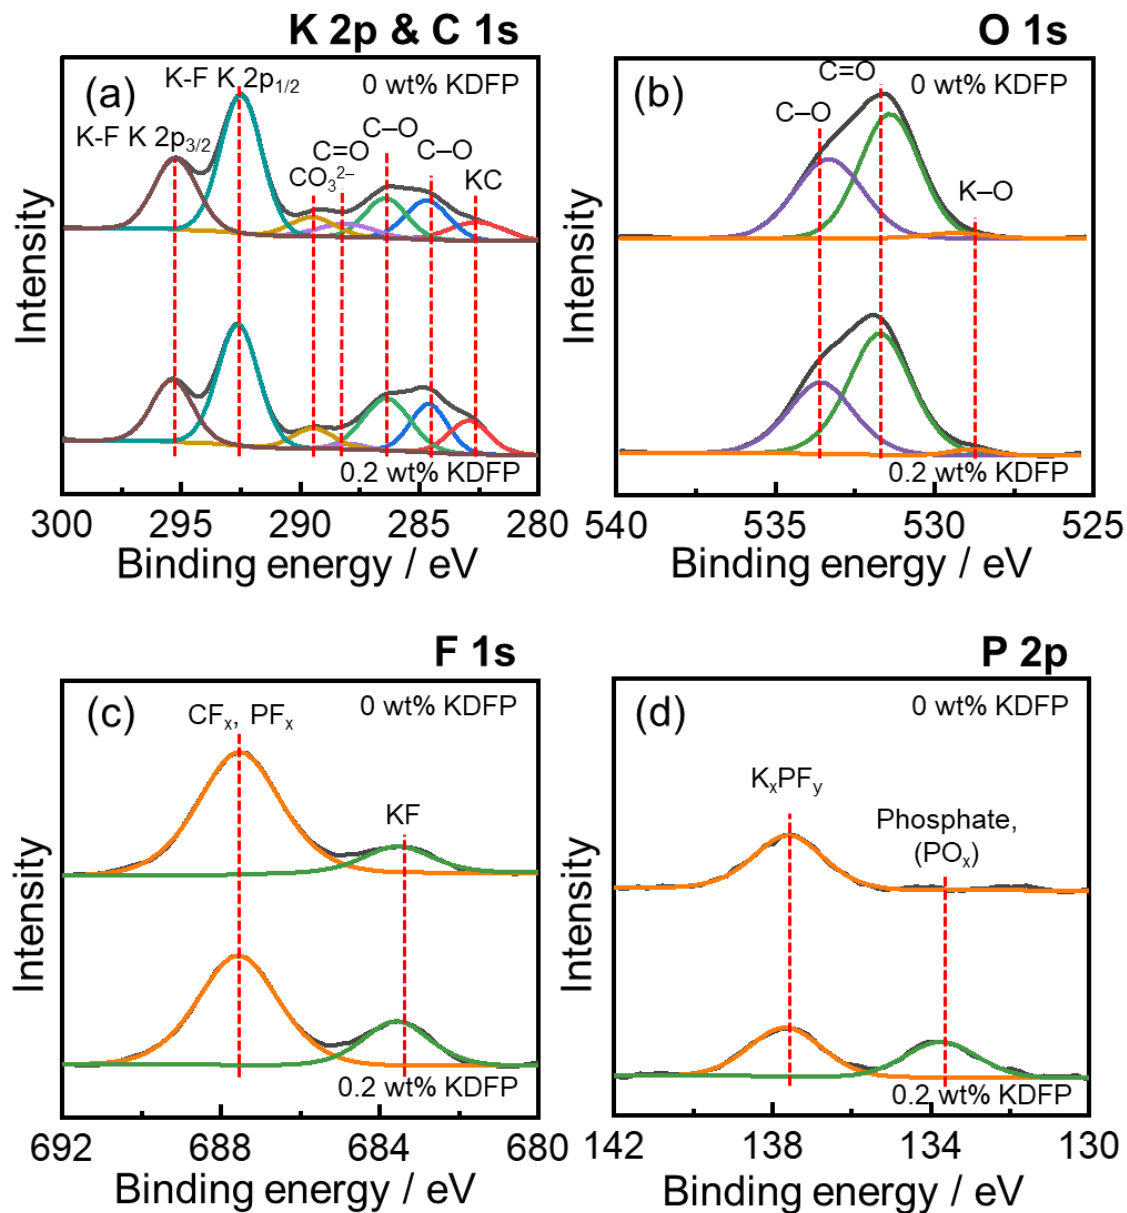 K 2p & C 1s
(a)
0 wt% KDFP
K-F K 2p₁/₂
K-F K 2p₃/₂
CO₃²⁻
C=O
C–O
C–O
KC
0.2 wt% KDFP
Intensity
300 295 290 285 280
Binding energy / eV
O 1s
(b)
0 wt% KDFP
C=O
C–O
K–O
0.2 wt% KDFP
Intensity
540 535 530 525
Binding energy / eV
F 1s
(c)
0 wt% KDFP
CFₓ, PFₓ
KF
0.2 wt% KDFP
Intensity
692 688 684 680
Binding energy / eV
P 2p
(d)
0 wt% KDFP
KₓPFᵧ
Phosphate,
(POₓ)
0.2 wt% KDFP
Intensity
142 138 134 130
Binding energy / eV